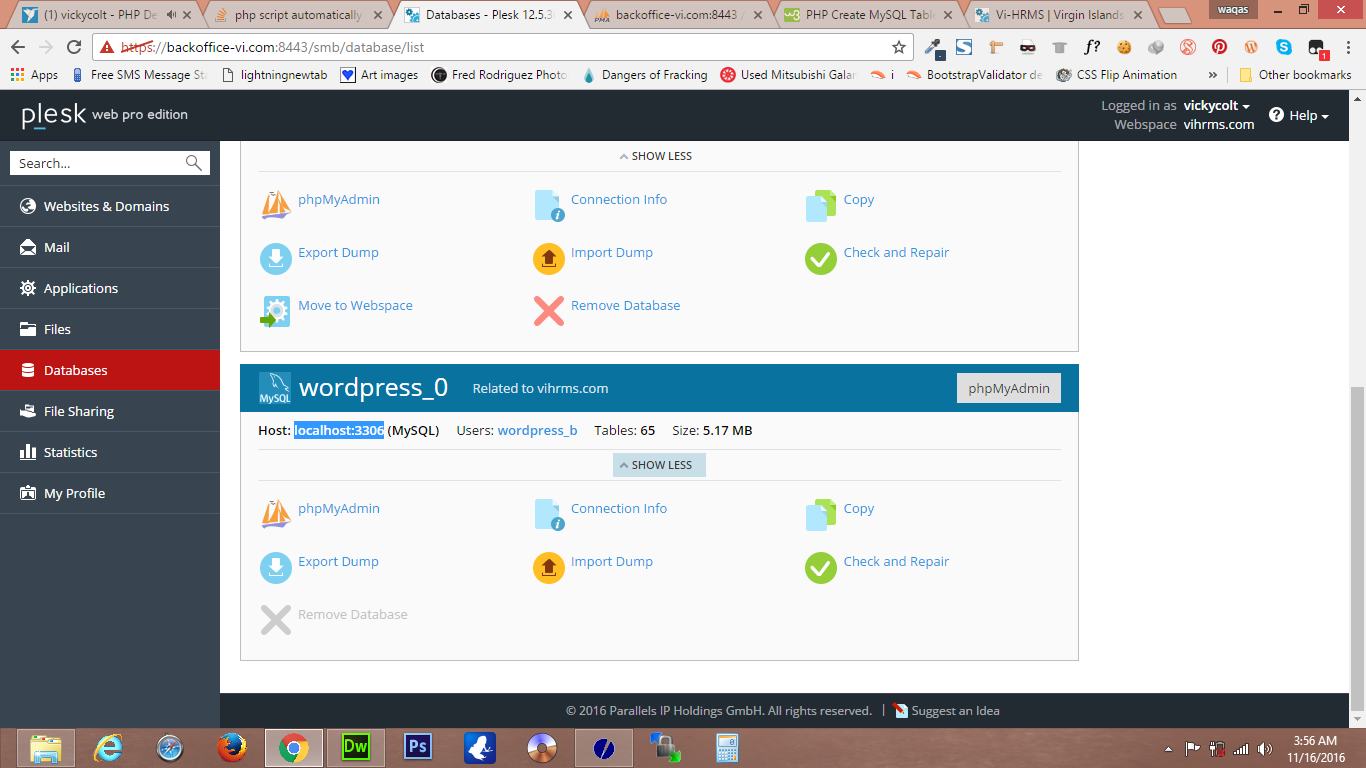 (1) vickycolt - PHP De
php script automatically
Databases - Plesk 12.5.3
backoffice-vi.com:8443 /
PHP Create MySQL Table
Vi-HRMS | Virgin Islands
waqas
https://backoffice-vi.com:8443/smb/database/list
f?
1
Apps
Free SMS Message Sta
lightningnewtab
Art images
Fred Rodriguez Photo
Dangers of Fracking
Used Mitsubishi Galan
i
BootstrapValidator de
CSS Flip Animation
»
Other bookmarks
plesk web pro edition
Logged in as vickycolt
Webspace vihrms.com
? Help
Search...
Websites & Domains
Mail
Applications
Files
Databases
File Sharing
Statistics
My Profile
SHOW LESS
phpMyAdmin
Connection Info
Copy
Export Dump
Import Dump
Check and Repair
Move to Webspace
Remove Database
MySQL
wordpress_0
Related to vihrms.com
phpMyAdmin
Host: localhost:3306 (MySQL) Users: wordpress_b Tables: 65 Size: 5.17 MB
SHOW LESS
phpMyAdmin
Connection Info
Copy
Export Dump
Import Dump
Check and Repair
Remove Database
© 2016 Parallels IP Holdings GmbH. All rights reserved. | Suggest an Idea
Dw
Ps
3:56 AM
11/16/2016